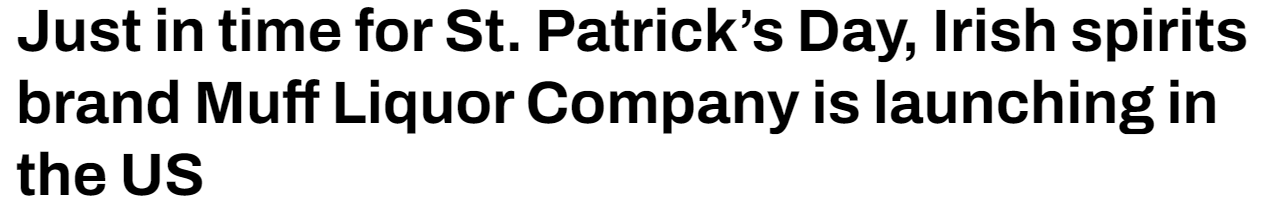 Just in time for St. Patrick’s Day, Irish spirits
brand Muff Liquor Company is launching in
the US